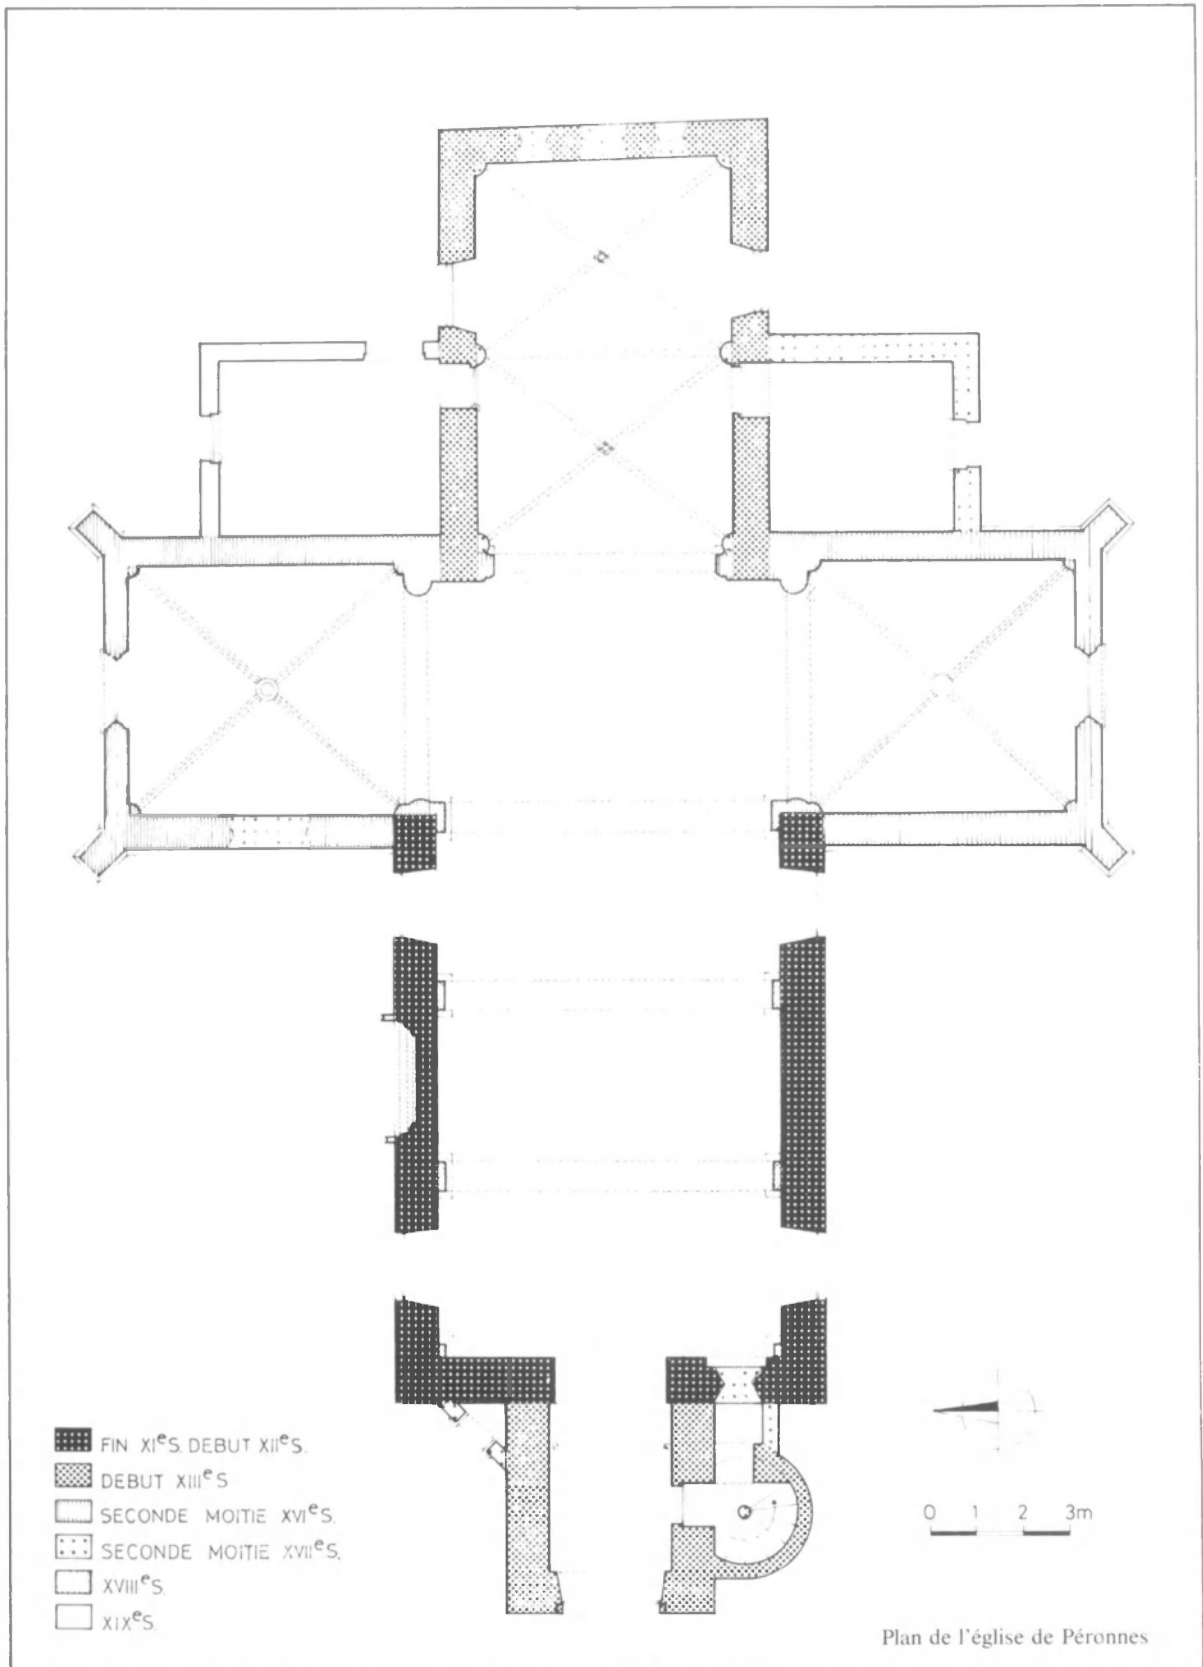 FIN XIᵉS. DEBUT XIIᵉS.
DEBUT XIIIᵉS
SECONDE MOITIE XVIᵉS.
SECONDE MOITIE XVIIᵉS.
XVIIIᵉS.
XIXᵉS.
0 1 2 3m
Plan de l'église de Péronnes